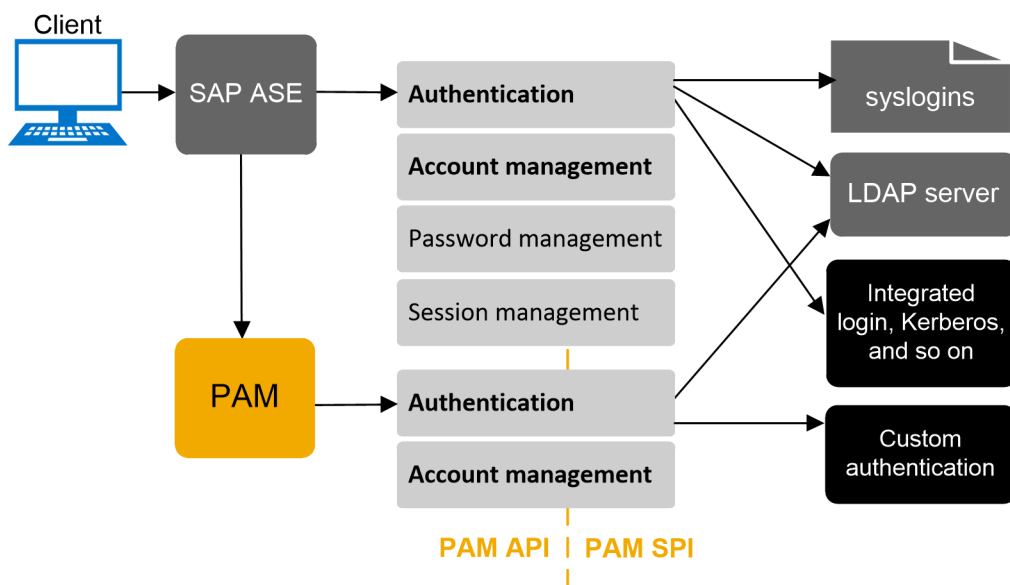 Client
SAP ASE
Authentication
Account management
Password management
Session management
syslogins
LDAP server
Integrated
login, Kerberos,
and so on
PAM
Authentication
Account management
Custom
authentication
PAM API
PAM SPI